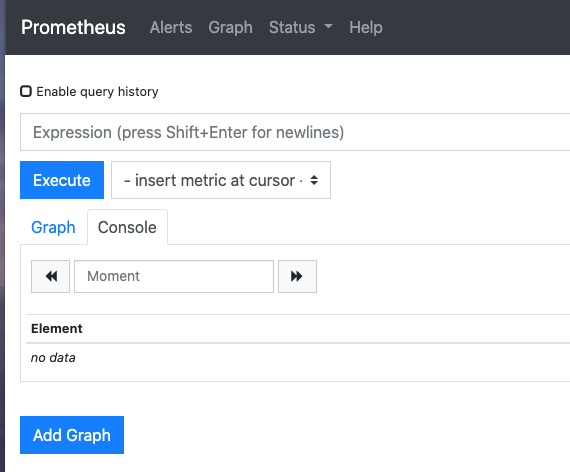 Prometheus Alerts Graph Status Help
Enable query history
Expression (press Shift+Enter for newlines)
Execute - insert metric at cursor -
Graph Console
Moment
Element
no data
Add Graph